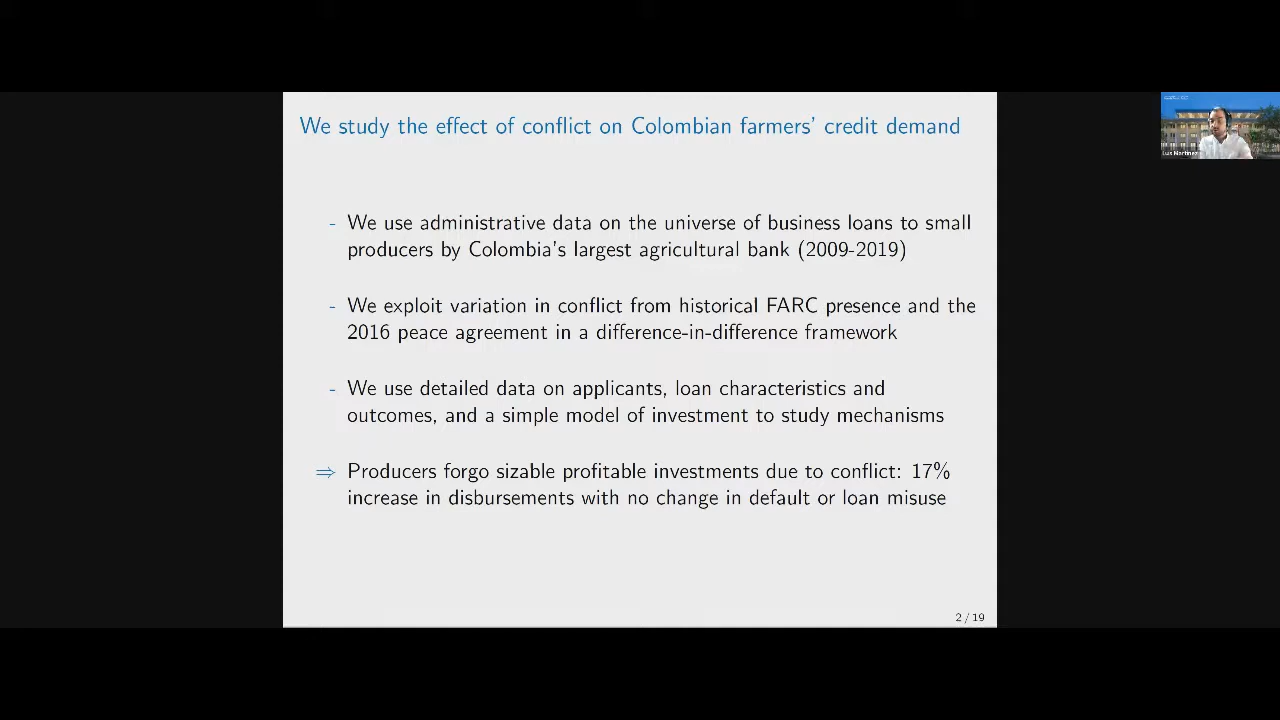 We study the effect of conflict on Colombian farmers' credit demand
- We use administrative data on the universe of business loans to small
producers by Colombia's largest agricultural bank (2009-2019)
- We exploit variation in conflict from historical FARC presence and the
2016 peace agreement in a difference-in-difference framework
- We use detailed data on applicants, loan characteristics and
outcomes, and a simple model of investment to study mechanisms
⇒ Producers forgo sizable profitable investments due to conflict: 17%
increase in disbursements with no change in default or loan misuse
2 / 19
Luis Martinez